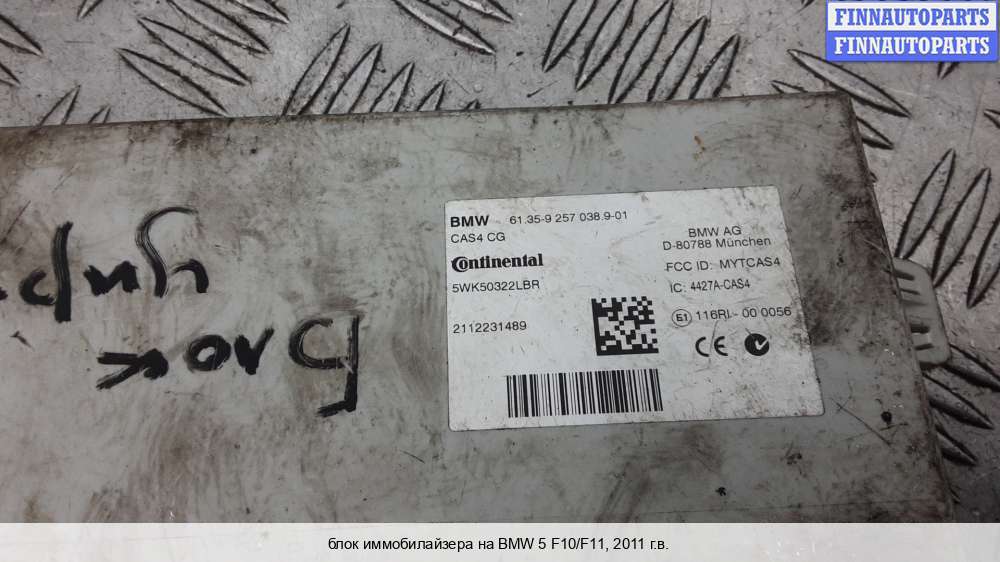 FINNAUTOPARTS
FINNAUTOPARTS
BMW 61.35-9 257 038.9-01
CAS4 CG
Continental
5WK50322LBR
2112231489
BMW AG
D-80788 München
FCC ID: MYTCAS4
IC: 4427A-CAS4
E1 116RI - 00 0056
CE
Блок
блок иммобилайзера на BMW 5 F10/F11, 2011 г.в.